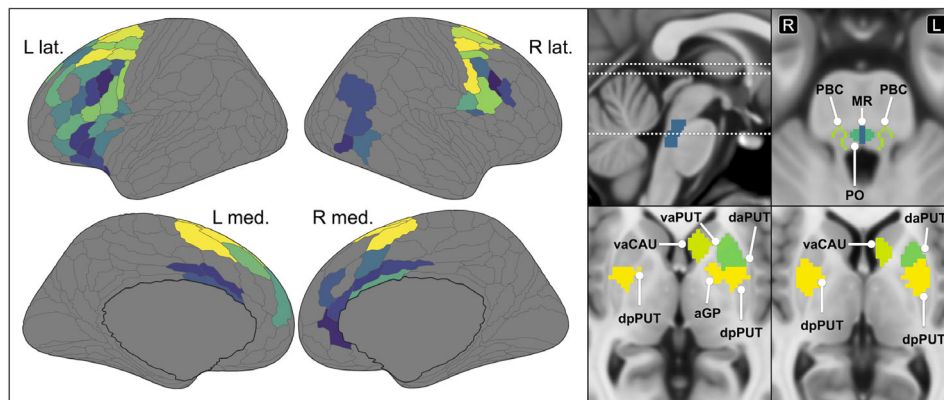 L lat.
R lat.
L med.
R med.
R
L
PBC
MR
PBC
PO
vaPUT
daPUT
vaCAU
dpPUT
aGP
dpPUT
daPUT
vaCAU
dpPUT
dpPUT